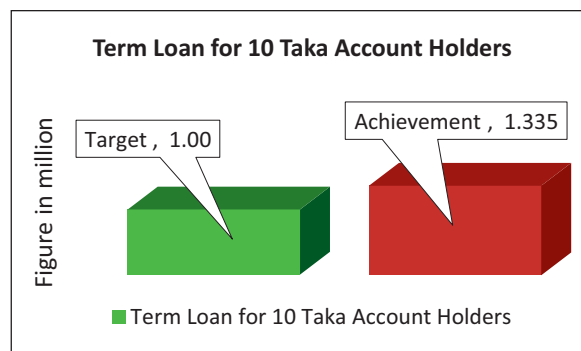 Term Loan for 10 Taka Account Holders
Target , 1.00
Achievement , 1.335
Figure in million
Term Loan for 10 Taka Account Holders